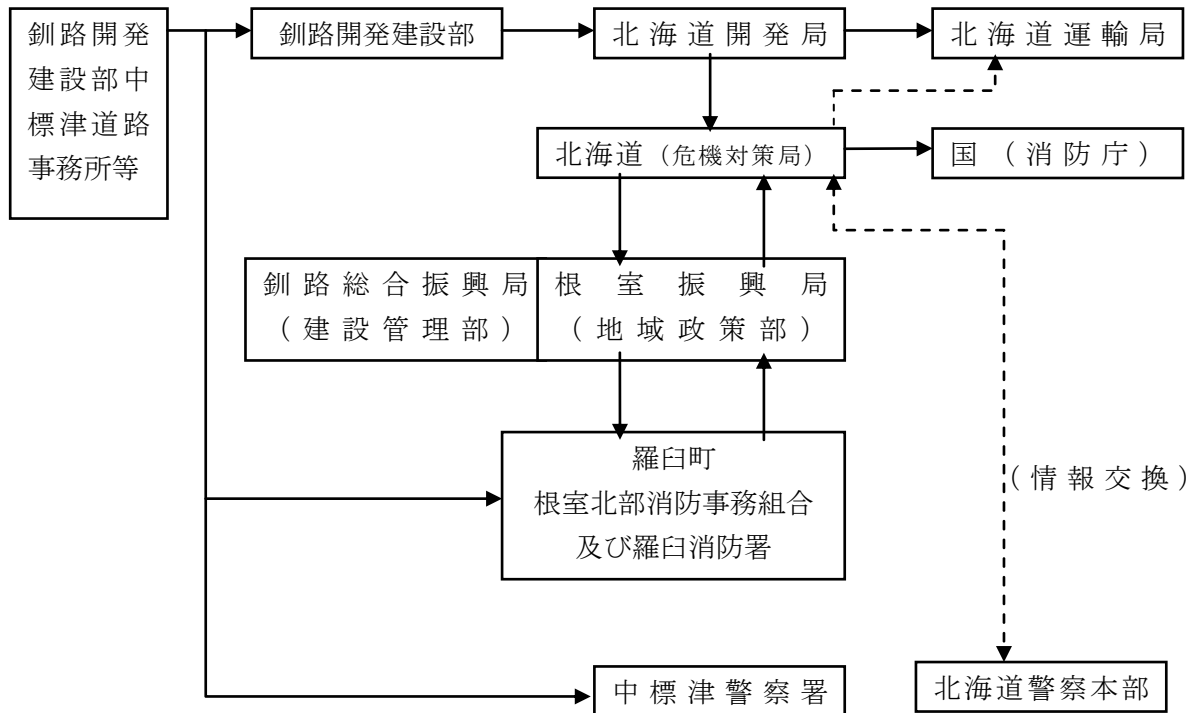 釧路開発
建設部中
標津道路
事務所等
釧路開発建設部
北海道開発局
北海道運輸局
北海道（危機対策局）
国（消防庁）
釧路総合振興局
（建設管理部）
根室振興局
（地域政策部）
羅臼町
根室北部消防事務組合
及び羅臼消防署
（情報交換）
中標津警察署
北海道警察本部